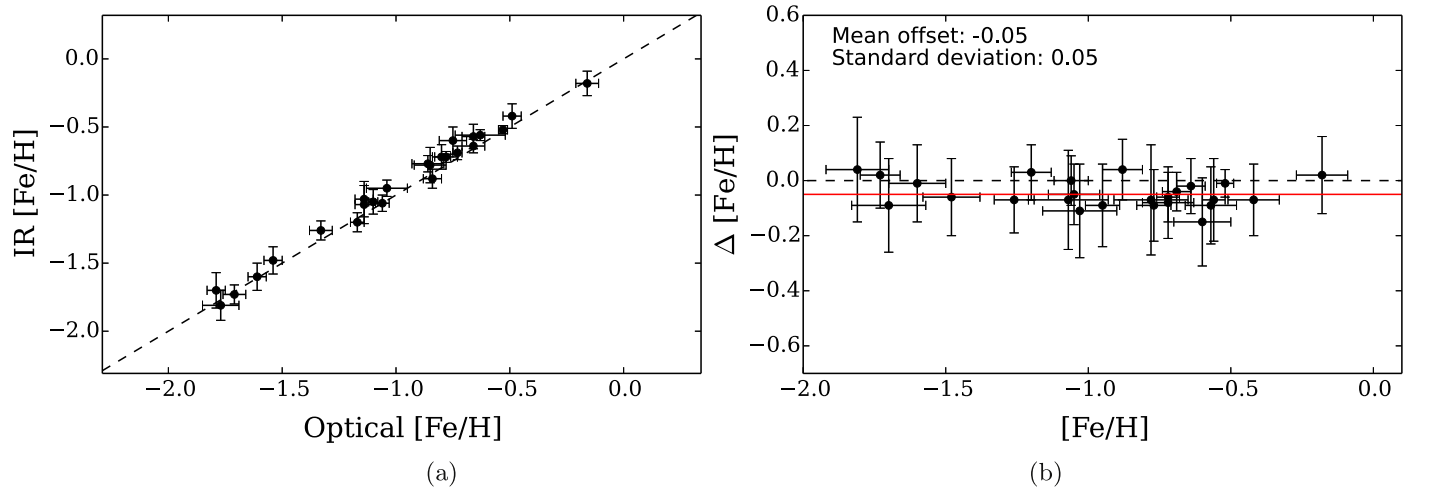 0.0
−0.5
−1.0
−1.5
−2.0
IR [Fe/H]
−2.0 −1.5 −1.0 −0.5 0.0
Optical [Fe/H]
(a)
Mean offset: -0.05
Standard deviation: 0.05
0.6
0.4
0.2
0.0
−0.2
−0.4
−0.6
Δ [Fe/H]
−2.0 −1.5 −1.0 −0.5 0.0
[Fe/H]
(b)